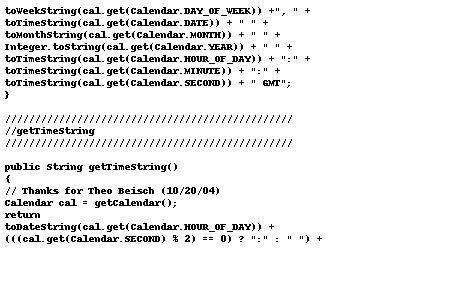 toWeekString(cal.get(Calendar.DAY_OF_WEEK)) +", " +
toTimeString(cal.get(Calendar.DATE)) + " " +
toMonthString(cal.get(Calendar.MONTH)) + " " +
Integer.toString(cal.get(Calendar.YEAR)) + " " +
toTimeString(cal.get(Calendar.HOUR_OF_DAY)) + ":" +
toTimeString(cal.get(Calendar.MINUTE)) + ":" +
toTimeString(cal.get(Calendar.SECOND)) + " GMT";
}
////////////////////////////////////////////////
//getTimeString
////////////////////////////////////////////////
public String getTimeString()
{
// Thanks for Theo Beisch (10/20/04)
Calendar cal = getCalendar();
return
toDateString(cal.get(Calendar.HOUR_OF_DAY)) +
(((cal.get(Calendar.SECOND) % 2) == 0) ? ":" : " ") +